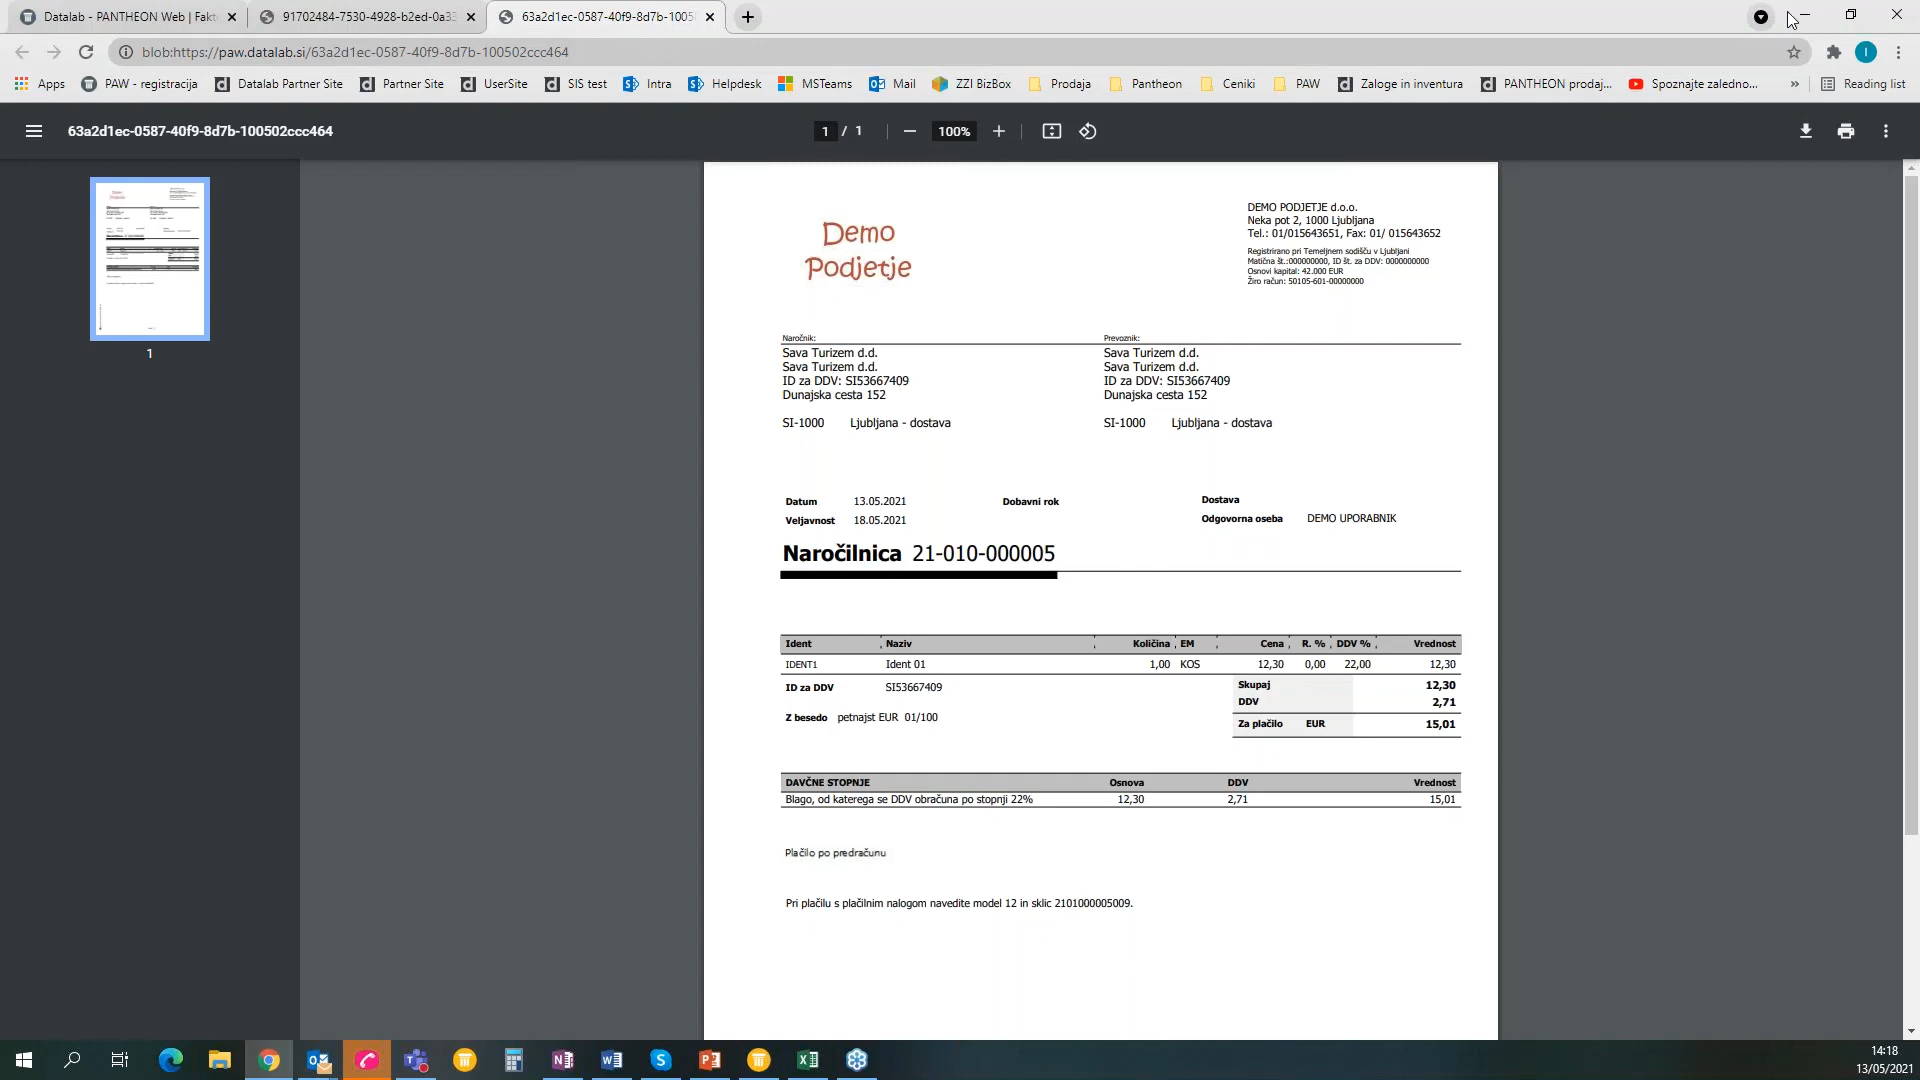 Datalab - PANTHEON Web | Fakt
91702484-7530-4928-b2ed-0a33
63a2d1ec-0587-40f9-8d7b-1005
blob:https://paw.datalab.si/63a2d1ec-0587-40f9-8d7b-100502ccc464
I
Apps PAW - registracija Datalab Partner Site Partner Site UserSite SIS test Intra Helpdesk MSTeams Mail ZZI BizBox Prodaja Pantheon Ceniki PAW Zaloge in inventura PANTHEON prodaj... Spoznajte zaledno... » Reading list
63a2d1ec-0587-40f9-8d7b-100502ccc464
1 / 1
100%
1
Demo
Podjetje
DEMO PODJETJE d.o.o.
Neka pot 2, 1000 Ljubljana
Tel.: 01/015643651, Fax: 01/ 015643652
Registrirano pri Temeljnem sodišču v Ljubljani
Matična št.:000000000, ID št. za DDV: 0000000000
Osnovi kapital: 42.000 EUR
Žiro račun: 50105-601-00000000
Naročnik: Prevoznik:
Sava Turizem d.d. Sava Turizem d.d.
Sava Turizem d.d. Sava Turizem d.d.
ID za DDV: SI53667409 ID za DDV: SI53667409
Dunajska cesta 152 Dunajska cesta 152
SI-1000 Ljubljana - dostava SI-1000 Ljubljana - dostava
Datum 13.05.2021 Dobavni rok Dostava
Veljavnost 18.05.2021 Odgovorna oseba DEMO UPORABNIK
Naročilnica 21-010-000005
Ident Naziv Količina EM Cena R. % DDV % Vrednost
IDENT1 Ident 01 1,00 KOS 12,30 0,00 22,00 12,30
ID za DDV SI53667409 Skupaj 12,30
DDV 2,71
Z besedo petnajst EUR 01/100 Za plačilo EUR 15,01
DAVČNE STOPNJE Osnova DDV Vrednost
Blago, od katerega se DDV obračuna po stopnji 22% 12,30 2,71 15,01
Plačilo po predračunu
Pri plačilu s plačilnim nalogom navedite model 12 in sklic 2101000005009.
14:18
13/05/2021